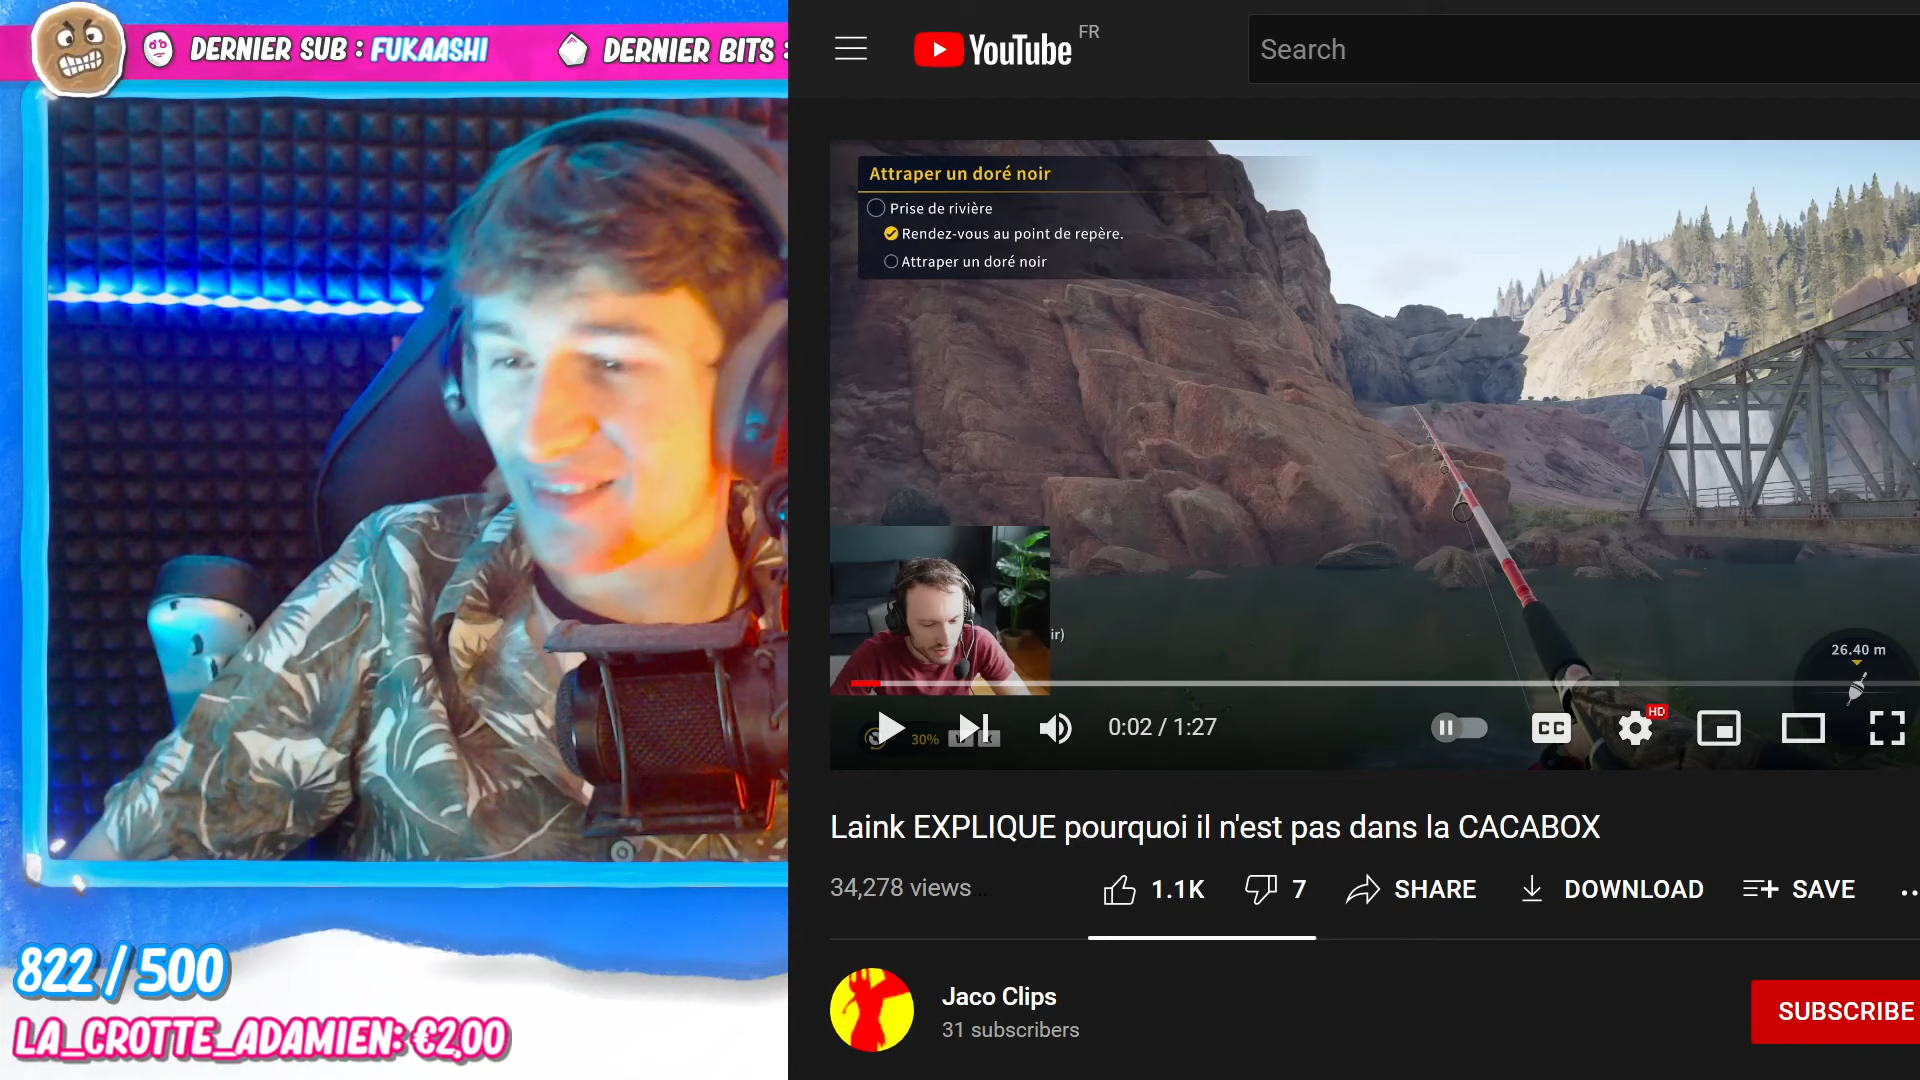 DERNIER SUB : FUKAASHI
DERNIER BITS :
YouTube FR
Search
Attraper un doré noir
Prise de rivière
Rendez-vous au point de repère.
Attraper un doré noir
ir)
26.40 m
30%
0:02 / 1:27
CC
HD
Laink EXPLIQUE pourquoi il n'est pas dans la CACABOX
34,278 views
1.1K
7
SHARE
DOWNLOAD
SAVE
Jaco Clips
31 subscribers
SUBSCRIBE
822 / 500
LA_CROTTE_ADAMIEN: €2,00